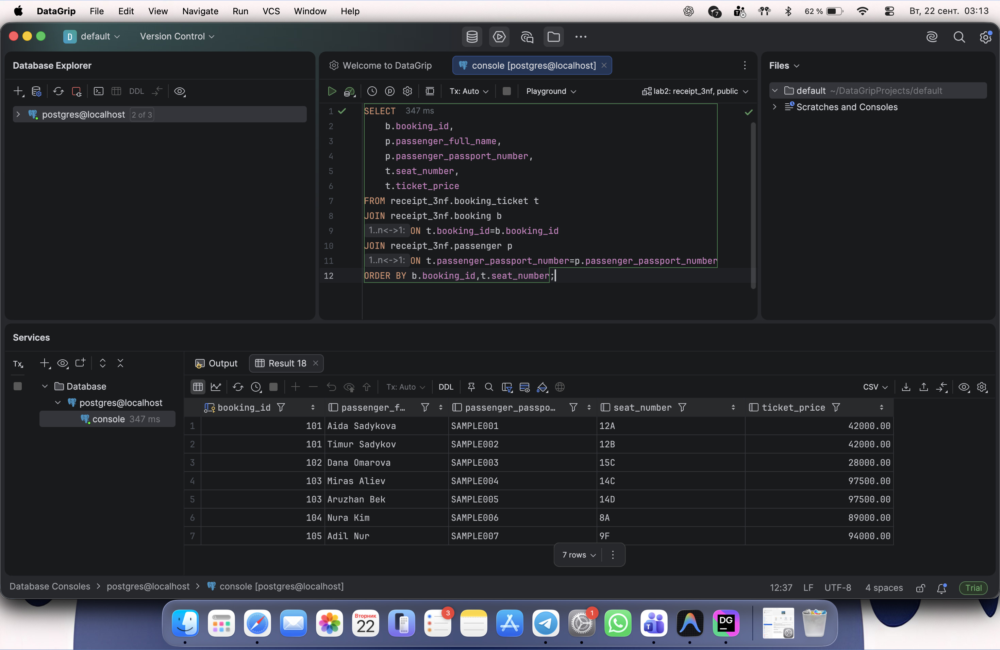 DataGrip File Edit View Navigate Run VCS Window Help 7 62 % Вт, 22 сент. 03:13
D default Version Control
Database Explorer
DDL
postgres@localhost 2 of 3
Welcome to DataGrip console [postgres@localhost]
Tx: Auto Playground lab2: receipt_3nf, public
1 SELECT 347 ms
2 b.booking_id,
3 p.passenger_full_name,
4 p.passenger_passport_number,
5 t.seat_number,
6 t.ticket_price
7 FROM receipt_3nf.booking_ticket t
8 JOIN receipt_3nf.booking b
9 1..n<->1: ON t.booking_id=b.booking_id
10 JOIN receipt_3nf.passenger p
11 1..n<->1: ON t.passenger_passport_number=p.passenger_passport_number
12 ORDER BY b.booking_id,t.seat_number;
Files
default ~/DataGripProjects/default
Scratches and Consoles
Services
Tx
Database
postgres@localhost
console 347 ms
Output Result 18
Tx: Auto DDL CSV
booking_id passenger_f... passenger_passpo... seat_number ticket_price
1 101 Aida Sadykova SAMPLE001 12A 42000.00
2 101 Timur Sadykov SAMPLE002 12B 42000.00
3 102 Dana Omarova SAMPLE003 15C 28000.00
4 103 Miras Aliev SAMPLE004 14C 97500.00
5 103 Aruzhan Bek SAMPLE005 14D 97500.00
6 104 Nura Kim SAMPLE006 8A 89000.00
7 105 Adil Nur SAMPLE007 9F 94000.00
7 rows
Database Consoles > postgres@localhost > console [postgres@localhost] 12:37 LF UTF-8 4 spaces Trial
Вторник
22
3
1
T
DG